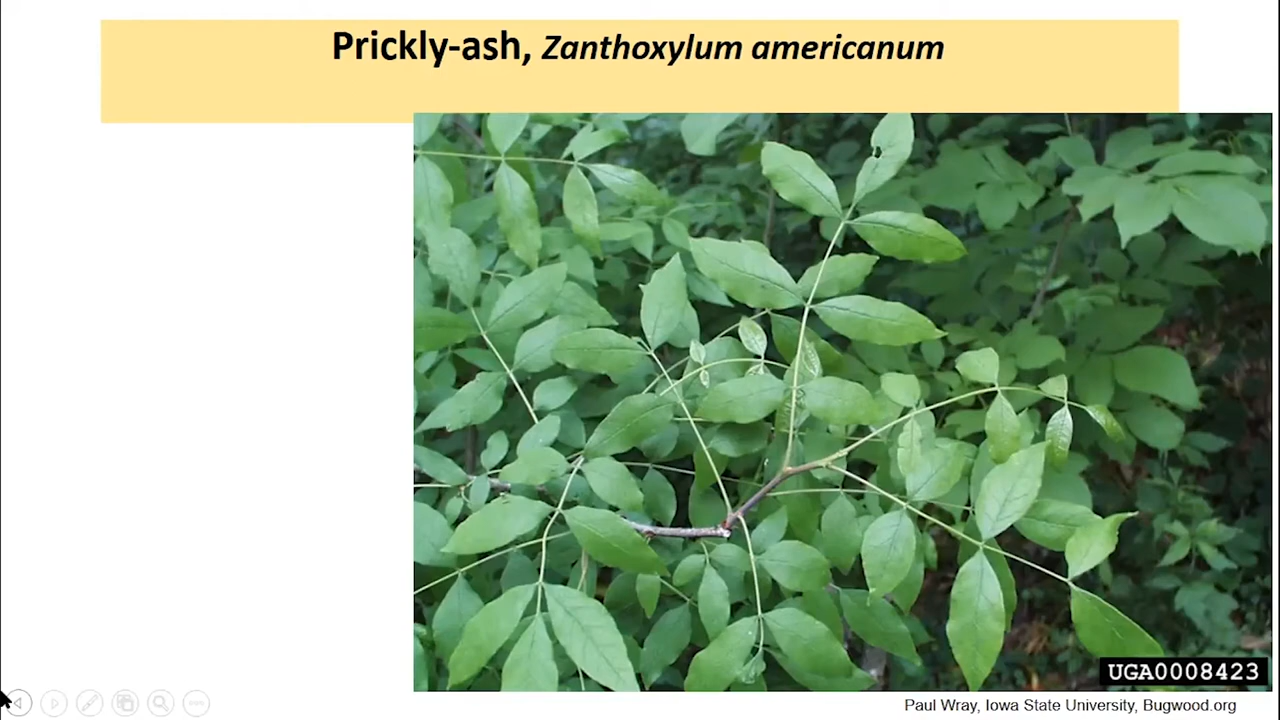 Prickly-ash, Zanthoxylum americanum
UGA0008423
Paul Wray, Iowa State University, Bugwood.org